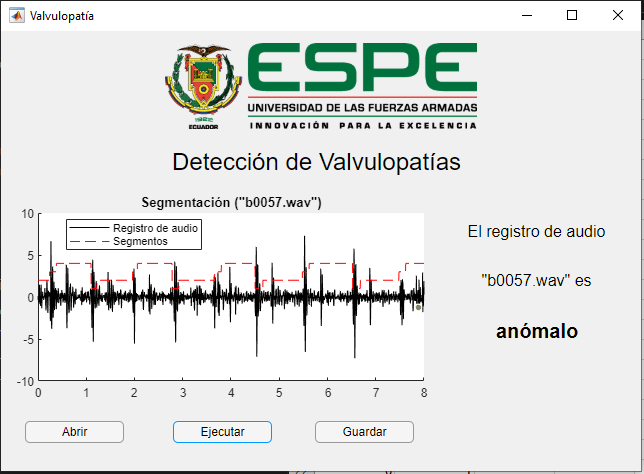 Valvulopatía
ESPE
UNIVERSIDAD DE LAS FUERZAS ARMADAS
INNOVACIÓN PARA LA EXCELENCIA
ECUADOR
Detección de Valvulopatías
Segmentación ("b0057.wav")
Registro de audio
Segmentos
10
5
0
-5
-10
0 1 2 3 4 5 6 7 8
El registro de audio
"b0057.wav" es
anómalo
Abrir Ejecutar Guardar